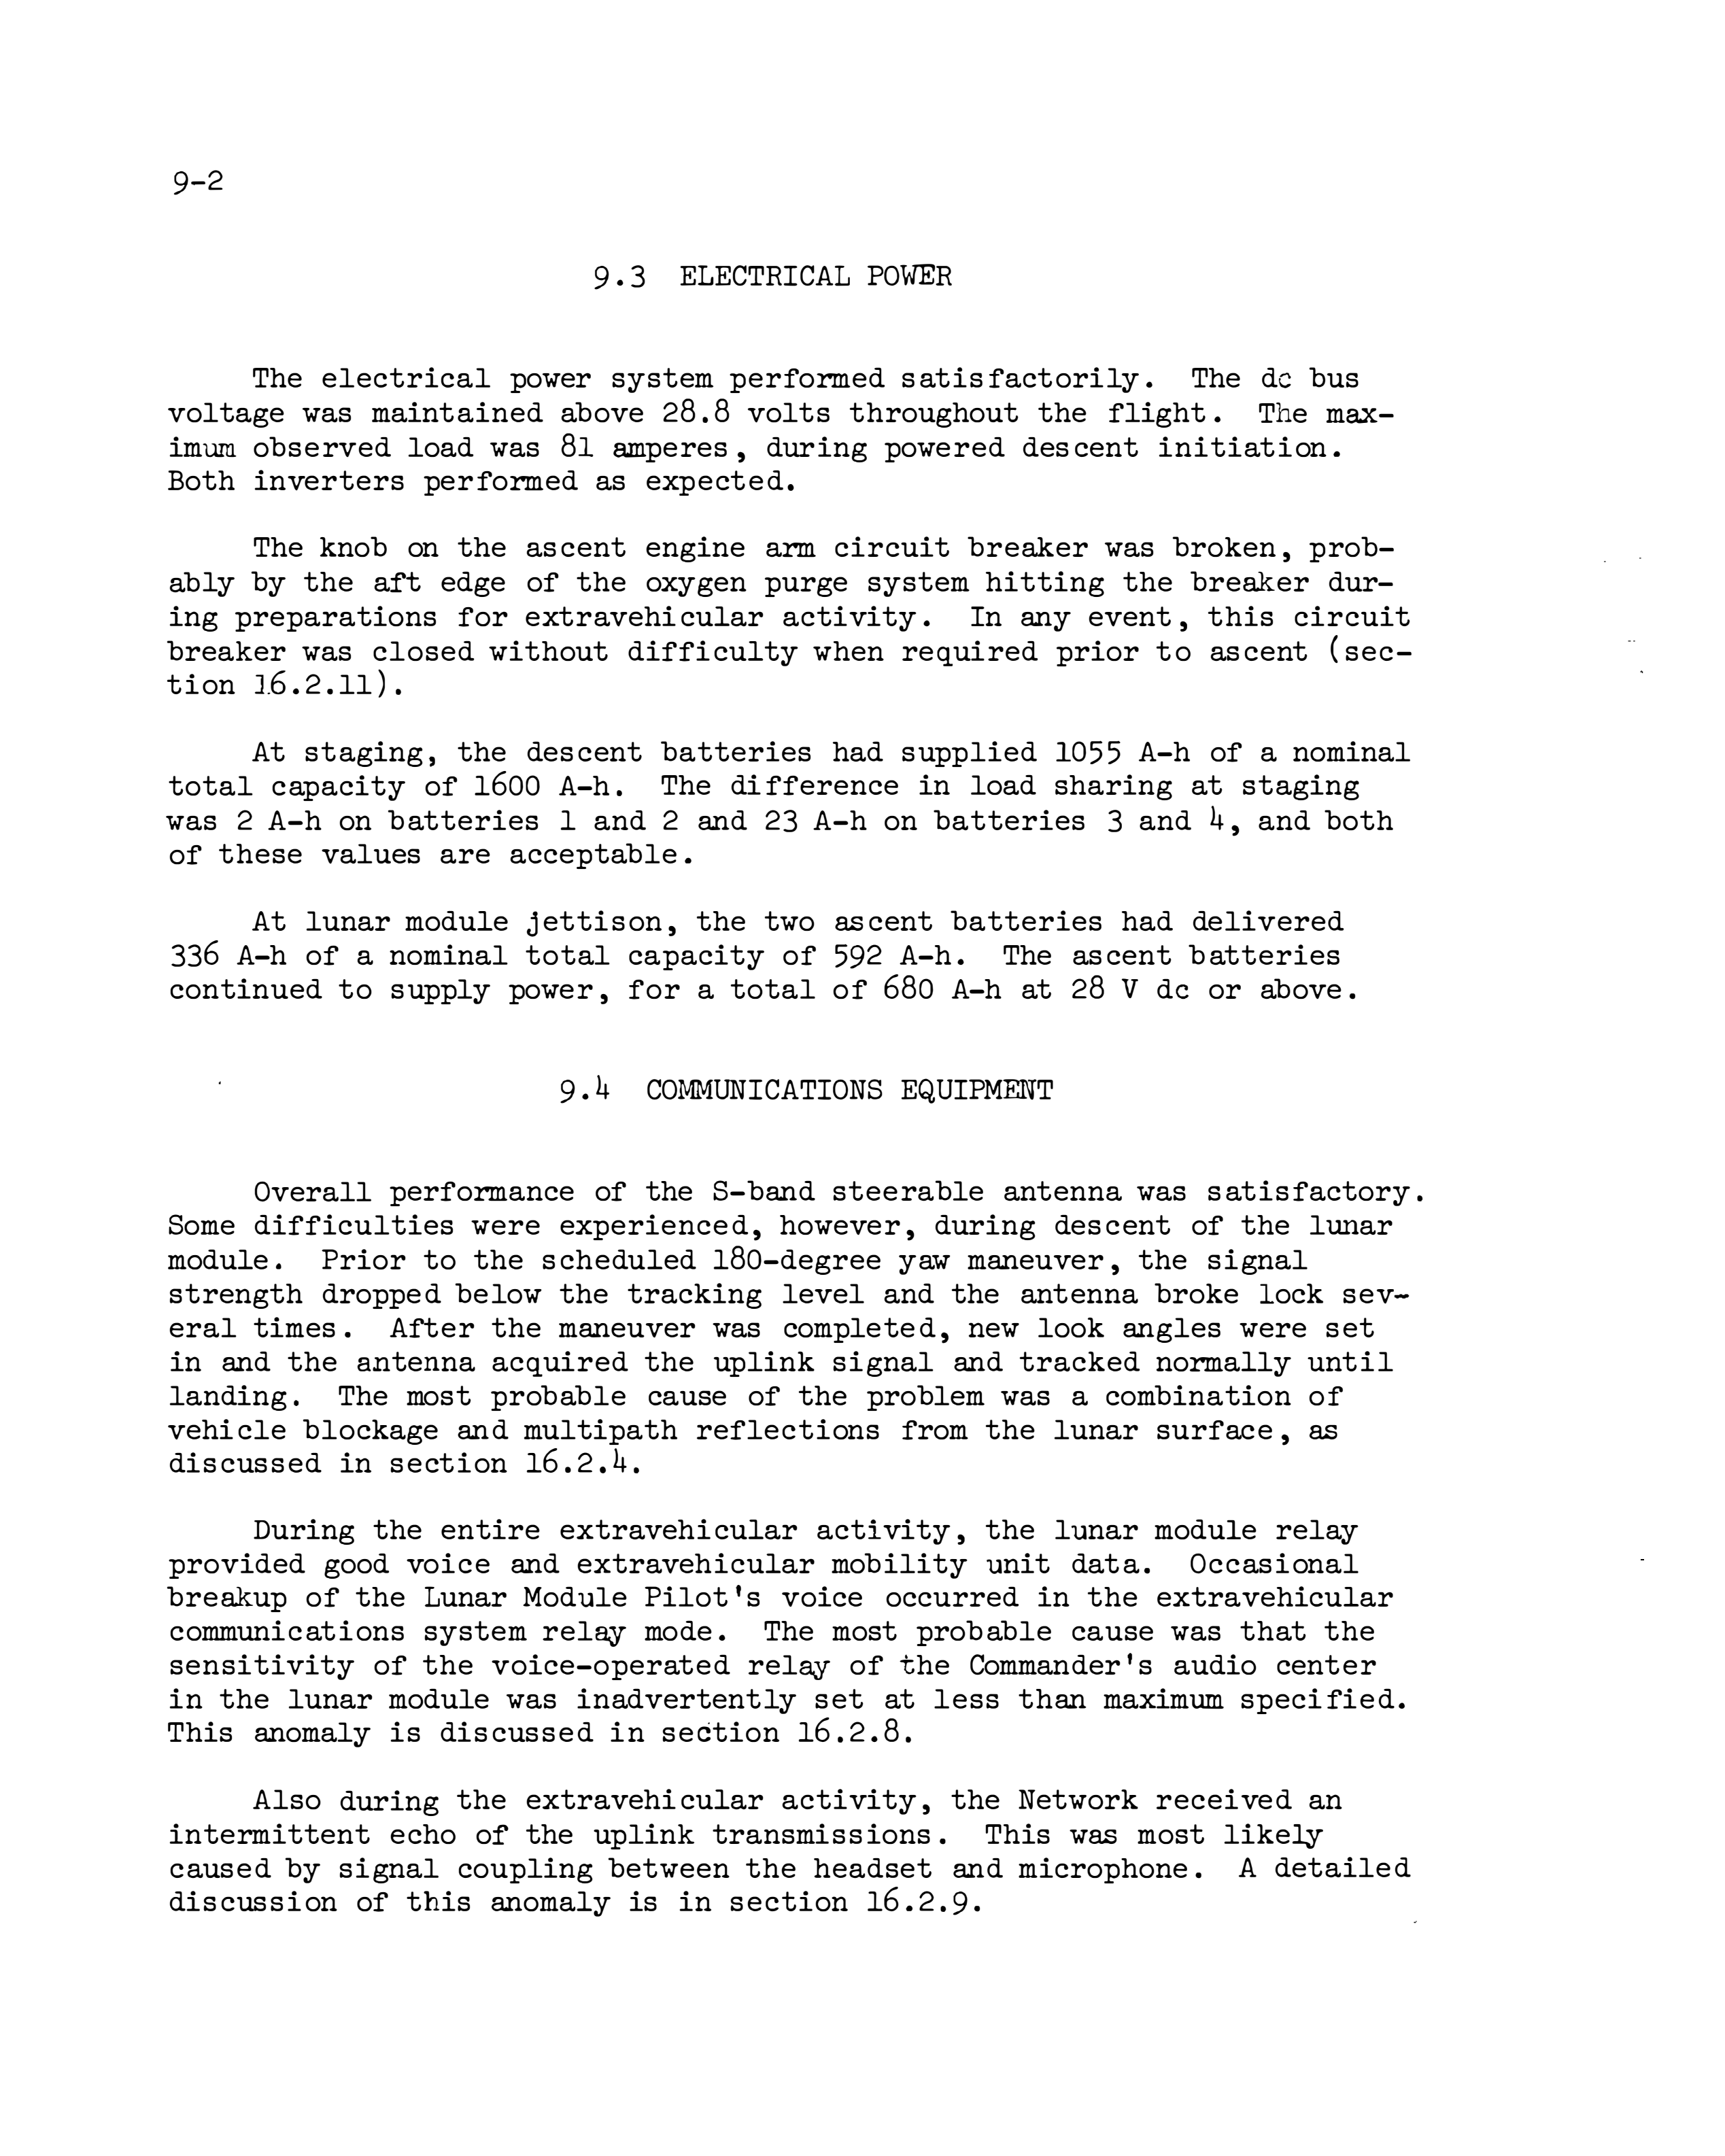 9-2
9.3 ELECTRICAL POWER
The electrical power system performed satisfactorily. The dc bus
voltage was maintained above 28.8 volts throughout the flight. The max-
imum observed load was 81 amperes, during powered descent initiation.
Both inverters performed as expected.
The knob on the ascent engine arm circuit breaker was broken, prob-
ably by the aft edge of the oxygen purge system hitting the breaker dur-
ing preparations for extravehicular activity. In any event, this circuit
breaker was closed without difficulty when required prior to ascent (sec-
tion 16.2.11).
At staging, the descent batteries had supplied 1055 A-h of a nominal
total capacity of 1600 A-h. The difference in load sharing at staging
was 2 A-h on batteries 1 and 2 and 23 A-h on batteries 3 and 4, and both
of these values are acceptable.
At lunar module jettison, the two ascent batteries had delivered
336 A-h of a nominal total capacity of 592 A-h. The ascent batteries
continued to supply power, for a total of 680 A-h at 28 V dc or above.
9.4 COMMUNICATIONS EQUIPMENT
Overall performance of the S-band steerable antenna was satisfactory.
Some difficulties were experienced, however, during descent of the lunar
module. Prior to the scheduled 180-degree yaw maneuver, the signal
strength dropped below the tracking level and the antenna broke lock sev-
eral times. After the maneuver was completed, new look angles were set
in and the antenna acquired the uplink signal and tracked normally until
landing. The most probable cause of the problem was a combination of
vehicle blockage and multipath reflections from the lunar surface, as
discussed in section 16.2.4.
During the entire extravehicular activity, the lunar module relay
provided good voice and extravehicular mobility unit data. Occasional
breakup of the Lunar Module Pilot's voice occurred in the extravehicular
communications system relay mode. The most probable cause was that the
sensitivity of the voice-operated relay of the Commander's audio center
in the lunar module was inadvertently set at less than maximum specified.
This anomaly is discussed in section 16.2.8.
Also during the extravehicular activity, the Network received an
intermittent echo of the uplink transmissions. This was most likely
caused by signal coupling between the headset and microphone. A detailed
discussion of this anomaly is in section 16.2.9.